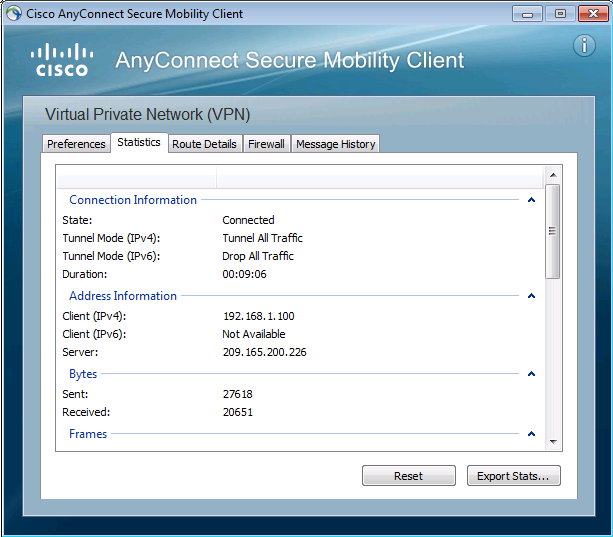 Cisco AnyConnect Secure Mobility Client
CISCO
AnyConnect Secure Mobility Client
Virtual Private Network (VPN)
Preferences Statistics Route Details Firewall Message History
Connection Information
State: Connected
Tunnel Mode (IPv4): Tunnel All Traffic
Tunnel Mode (IPv6): Drop All Traffic
Duration: 00:09:06
Address Information
Client (IPv4): 192.168.1.100
Client (IPv6): Not Available
Server: 209.165.200.226
Bytes
Sent: 27618
Received: 20651
Frames
Reset Export Stats...